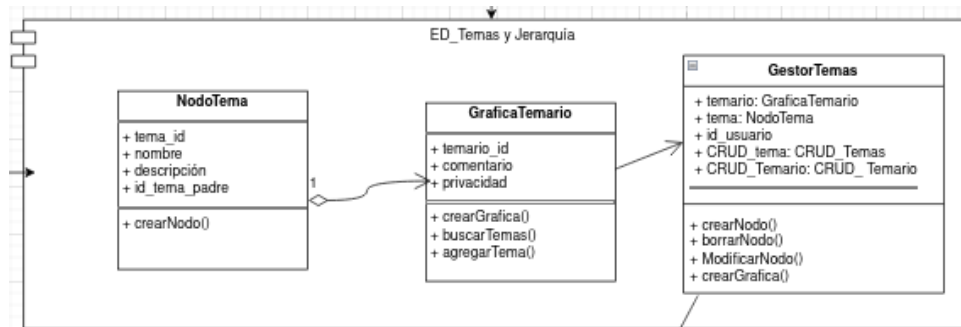 ED_Temas y Jerarquía
NodoTema
+ tema_id
+ nombre
+ descripción
+ id_tema_padre
+ crearNodo()
1
GraficaTemario
+ temario_id
+ comentario
+ privacidad
+ crearGrafica()
+ buscarTemas()
+ agregarTema()
GestorTemas
+ temario: GraficaTemario
+ tema: NodoTema
+ id_usuario
+ CRUD_tema: CRUD_Temas
+ CRUD_Temario: CRUD_ Temario
+ crearNodo()
+ borrarNodo()
+ ModificarNodo()
+ crearGrafica()